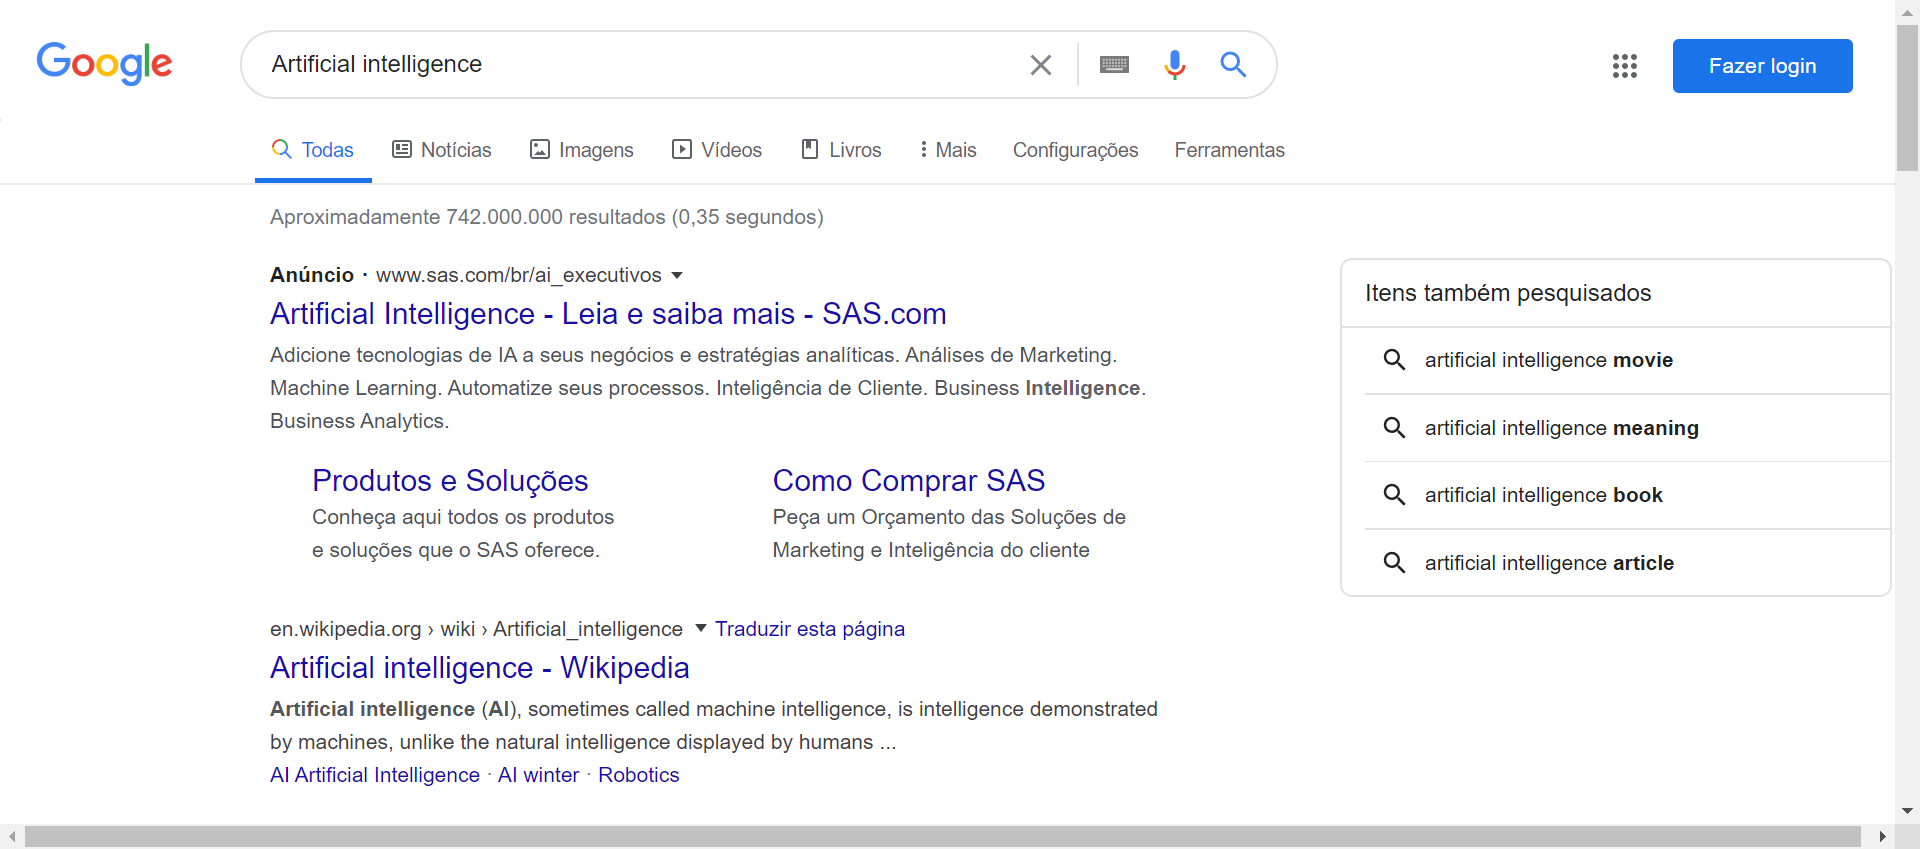 Google
Artificial intelligence
Fazer login
Todas Notícias Imagens Vídeos Livros Mais Configurações Ferramentas
Aproximadamente 742.000.000 resultados (0,35 segundos)
Anúncio · www.sas.com/br/ai_executivos
Artificial Intelligence - Leia e saiba mais - SAS.com
Adicione tecnologias de IA a seus negócios e estratégias analíticas. Análises de Marketing.
Machine Learning. Automatize seus processos. Inteligência de Cliente. Business Intelligence.
Business Analytics.
Produtos e Soluções
Conheça aqui todos os produtos
e soluções que o SAS oferece.
Como Comprar SAS
Peça um Orçamento das Soluções de
Marketing e Inteligência do cliente
en.wikipedia.org › wiki › Artificial_intelligence Traduzir esta página
Artificial intelligence - Wikipedia
Artificial intelligence (AI), sometimes called machine intelligence, is intelligence demonstrated
by machines, unlike the natural intelligence displayed by humans ...
AI Artificial Intelligence · AI winter · Robotics
Itens também pesquisados
artificial intelligence movie
artificial intelligence meaning
artificial intelligence book
artificial intelligence article